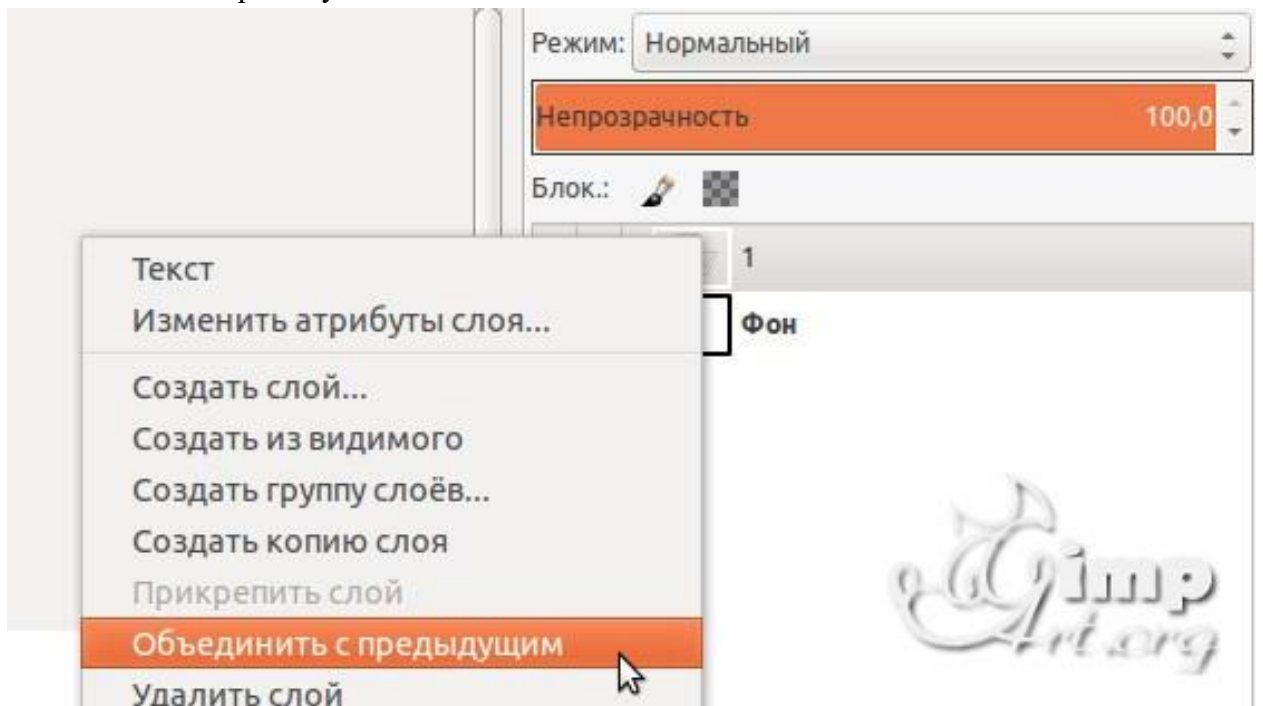 Режим: Нормальный
Непрозрачность 100,0
Блок.:
1
Фон
Текст
Изменить атрибуты слоя...
Создать слой...
Создать из видимого
Создать группу слоёв...
Создать копию слоя
Прикрепить слой
Объединить с предыдущим
Удалить слой
Gimp
Art.org